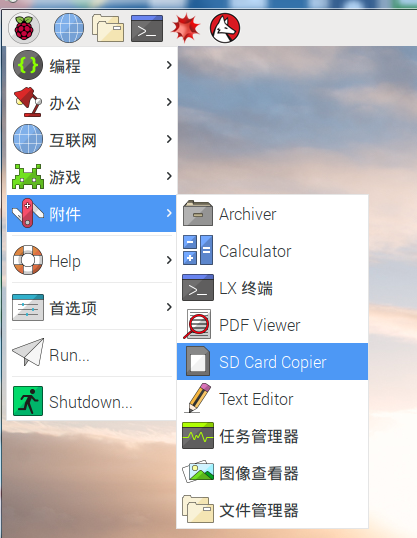 编程
办公
互联网
游戏
附件
Help
首选项
Run...
Shutdown...
Archiver
Calculator
LX 终端
PDF Viewer
SD Card Copier
Text Editor
任务管理器
图像查看器
文件管理器